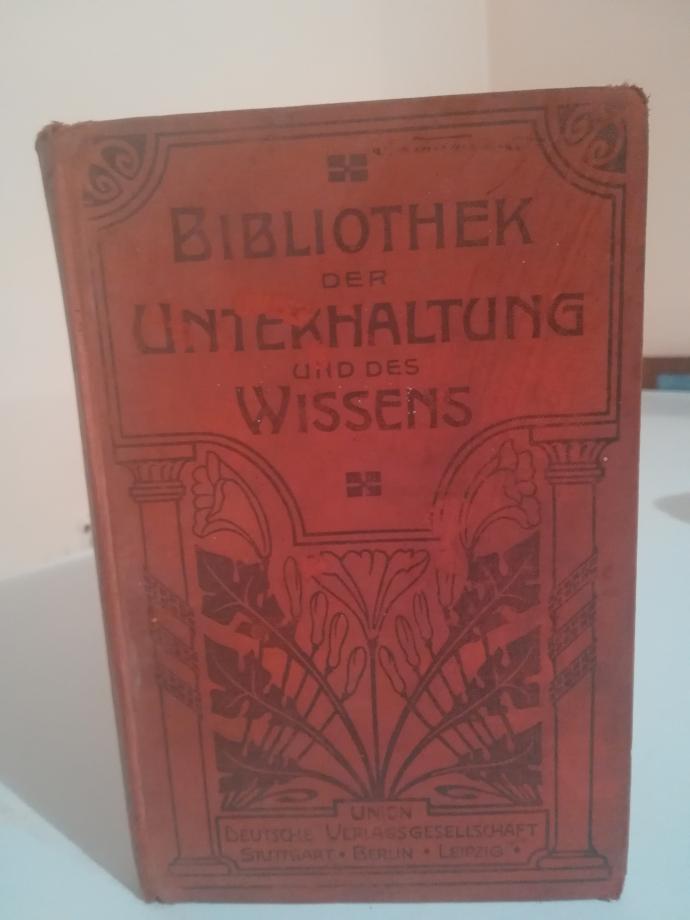 BIBLIOTHEK
DER
UNTERHALTUNG
UND DES
WISSENS
UNION
DEUTSCHE VERLAGSGESELLSCHAFT
STUTTGART • BERLIN • LEIPZIG •